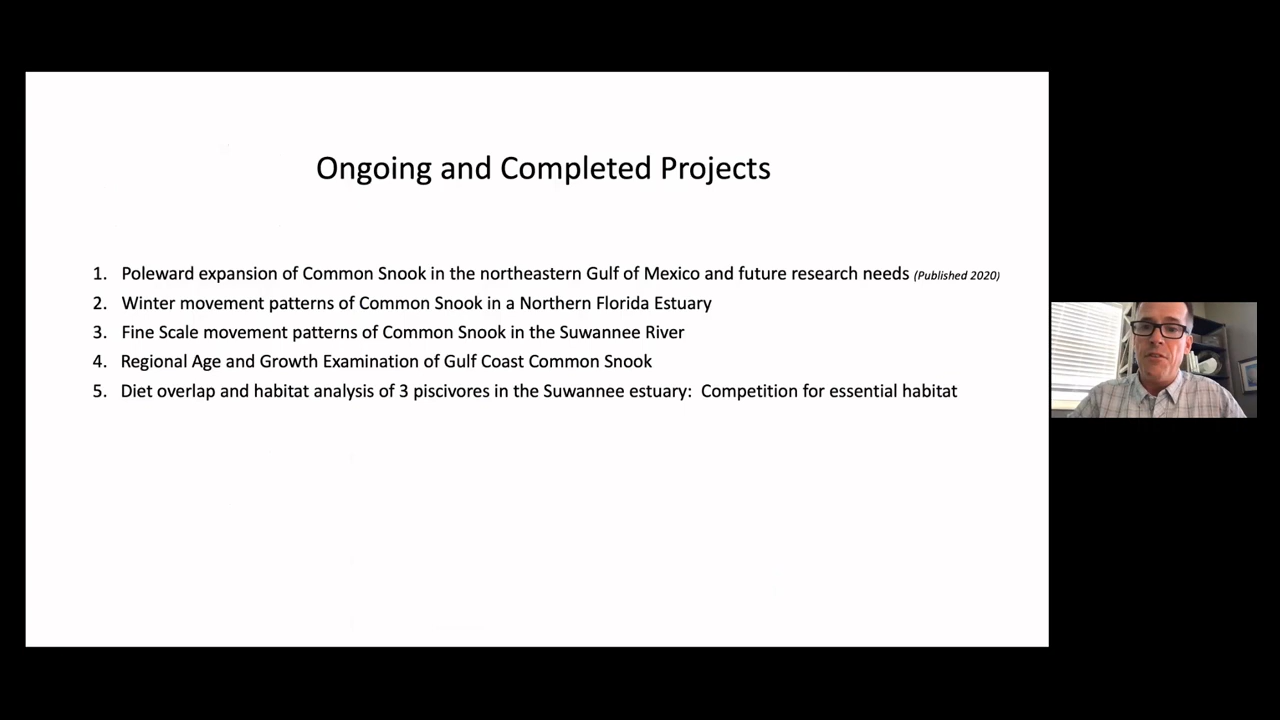 Ongoing and Completed Projects
1. Poleward expansion of Common Snook in the northeastern Gulf of Mexico and future research needs (Published 2020)
2. Winter movement patterns of Common Snook in a Northern Florida Estuary
3. Fine Scale movement patterns of Common Snook in the Suwannee River
4. Regional Age and Growth Examination of Gulf Coast Common Snook
5. Diet overlap and habitat analysis of 3 piscivores in the Suwannee estuary: Competition for essential habitat